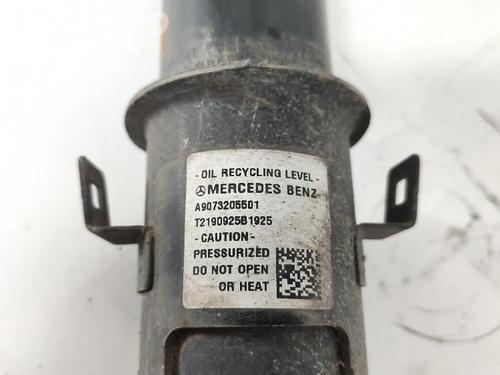 - OIL RECYCLING LEVEL -
MERCEDES BENZ
A9073205501
T2190925B1925
- CAUTION -
PRESSURIZED
DO NOT OPEN
OR HEAT